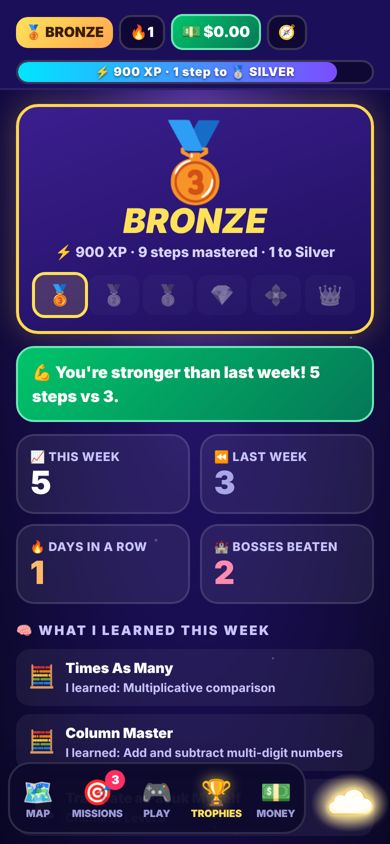 BRONZE
1
$0.00
900 XP · 1 step to SILVER
3
BRONZE
900 XP · 9 steps mastered · 1 to Silver
You're stronger than last week! 5
steps vs 3.
THIS WEEK
5
LAST WEEK
3
DAYS IN A ROW
1
BOSSES BEATEN
2
WHAT I LEARNED THIS WEEK
Times As Many
I learned: Multiplicative comparison
Column Master
I learned: Add and subtract multi-digit numbers
3
MAP
MISSIONS
PLAY
TROPHIES
MONEY